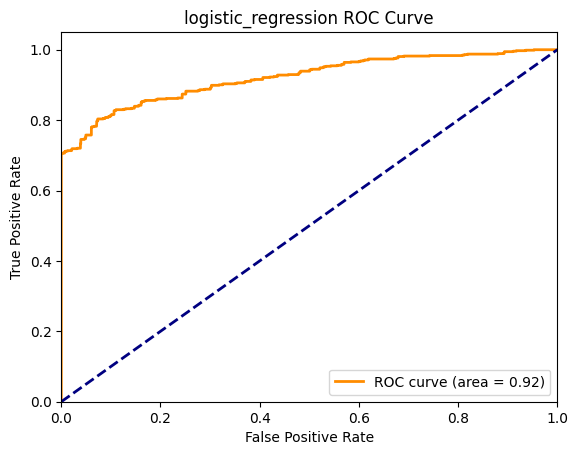 logistic_regression ROC Curve
True Positive Rate
1.0
0.8
0.6
0.4
0.2
0.0
ROC curve (area = 0.92)
0.0 0.2 0.4 0.6 0.8 1.0
False Positive Rate